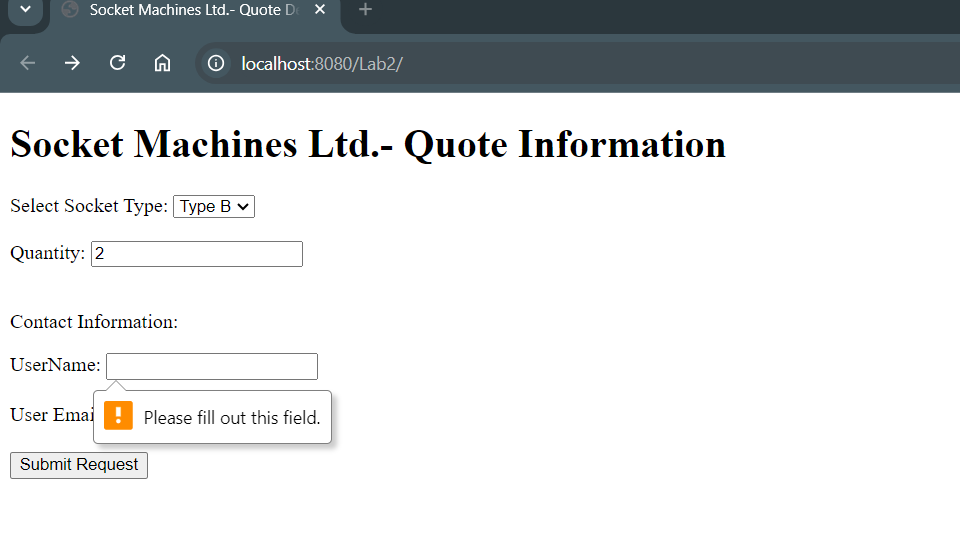 Socket Machines Ltd.- Quote D
localhost:8080/Lab2/
Socket Machines Ltd.- Quote Information
Select Socket Type: Type B
Quantity: 2
Contact Information:
UserName:
Please fill out this field.
User Emai
Submit Request